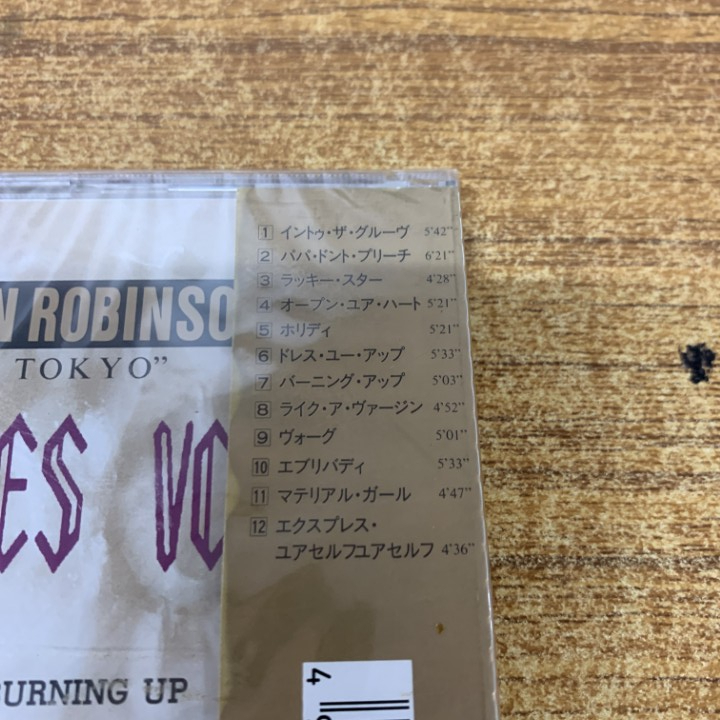 1 イントゥ・ザ・グルーヴ 5'42"
2 パパ・ドント・プリーチ 6'21"
3 ラッキー・スター 4'28"
4 オープン・ユア・ハート 5'21"
5 ホリディ 5'21"
6 ドレス・ユー・アップ 5'33"
7 バーニング・アップ 5'03"
8 ライク・ア・ヴァージン 4'52"
9 ヴォーグ 5'01"
10 エブリバディ 5'33"
11 マテリアル・ガール 4'47"
12 エクスプレス・
ユアセルフユアセルフ 4'36"
N ROBINSO
TOKYO"
ES VO
BURNING UP
4